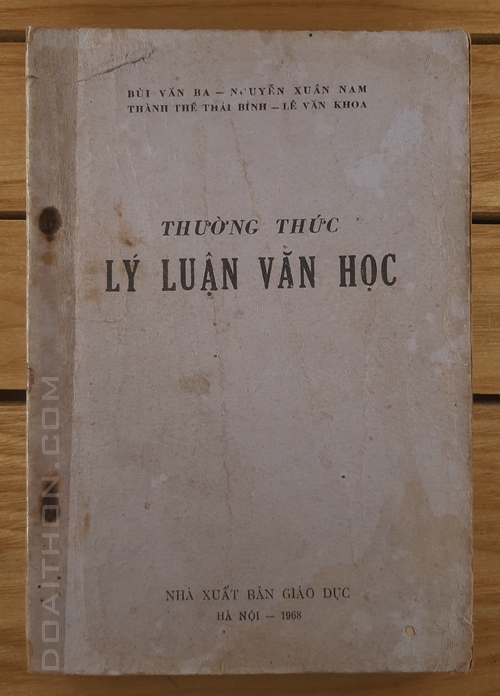 BÙI VĂN BA — NGUYỄN XUÂN NAM
THÀNH THẾ THÁI BÌNH — LÊ VĂN KHOA
THƯỜNG THỨC
LÝ LUẬN VĂN HỌC
NHÀ XUẤT BẢN GIÁO DỤC
HÀ NỘI — 1968
DOAITHON.COM